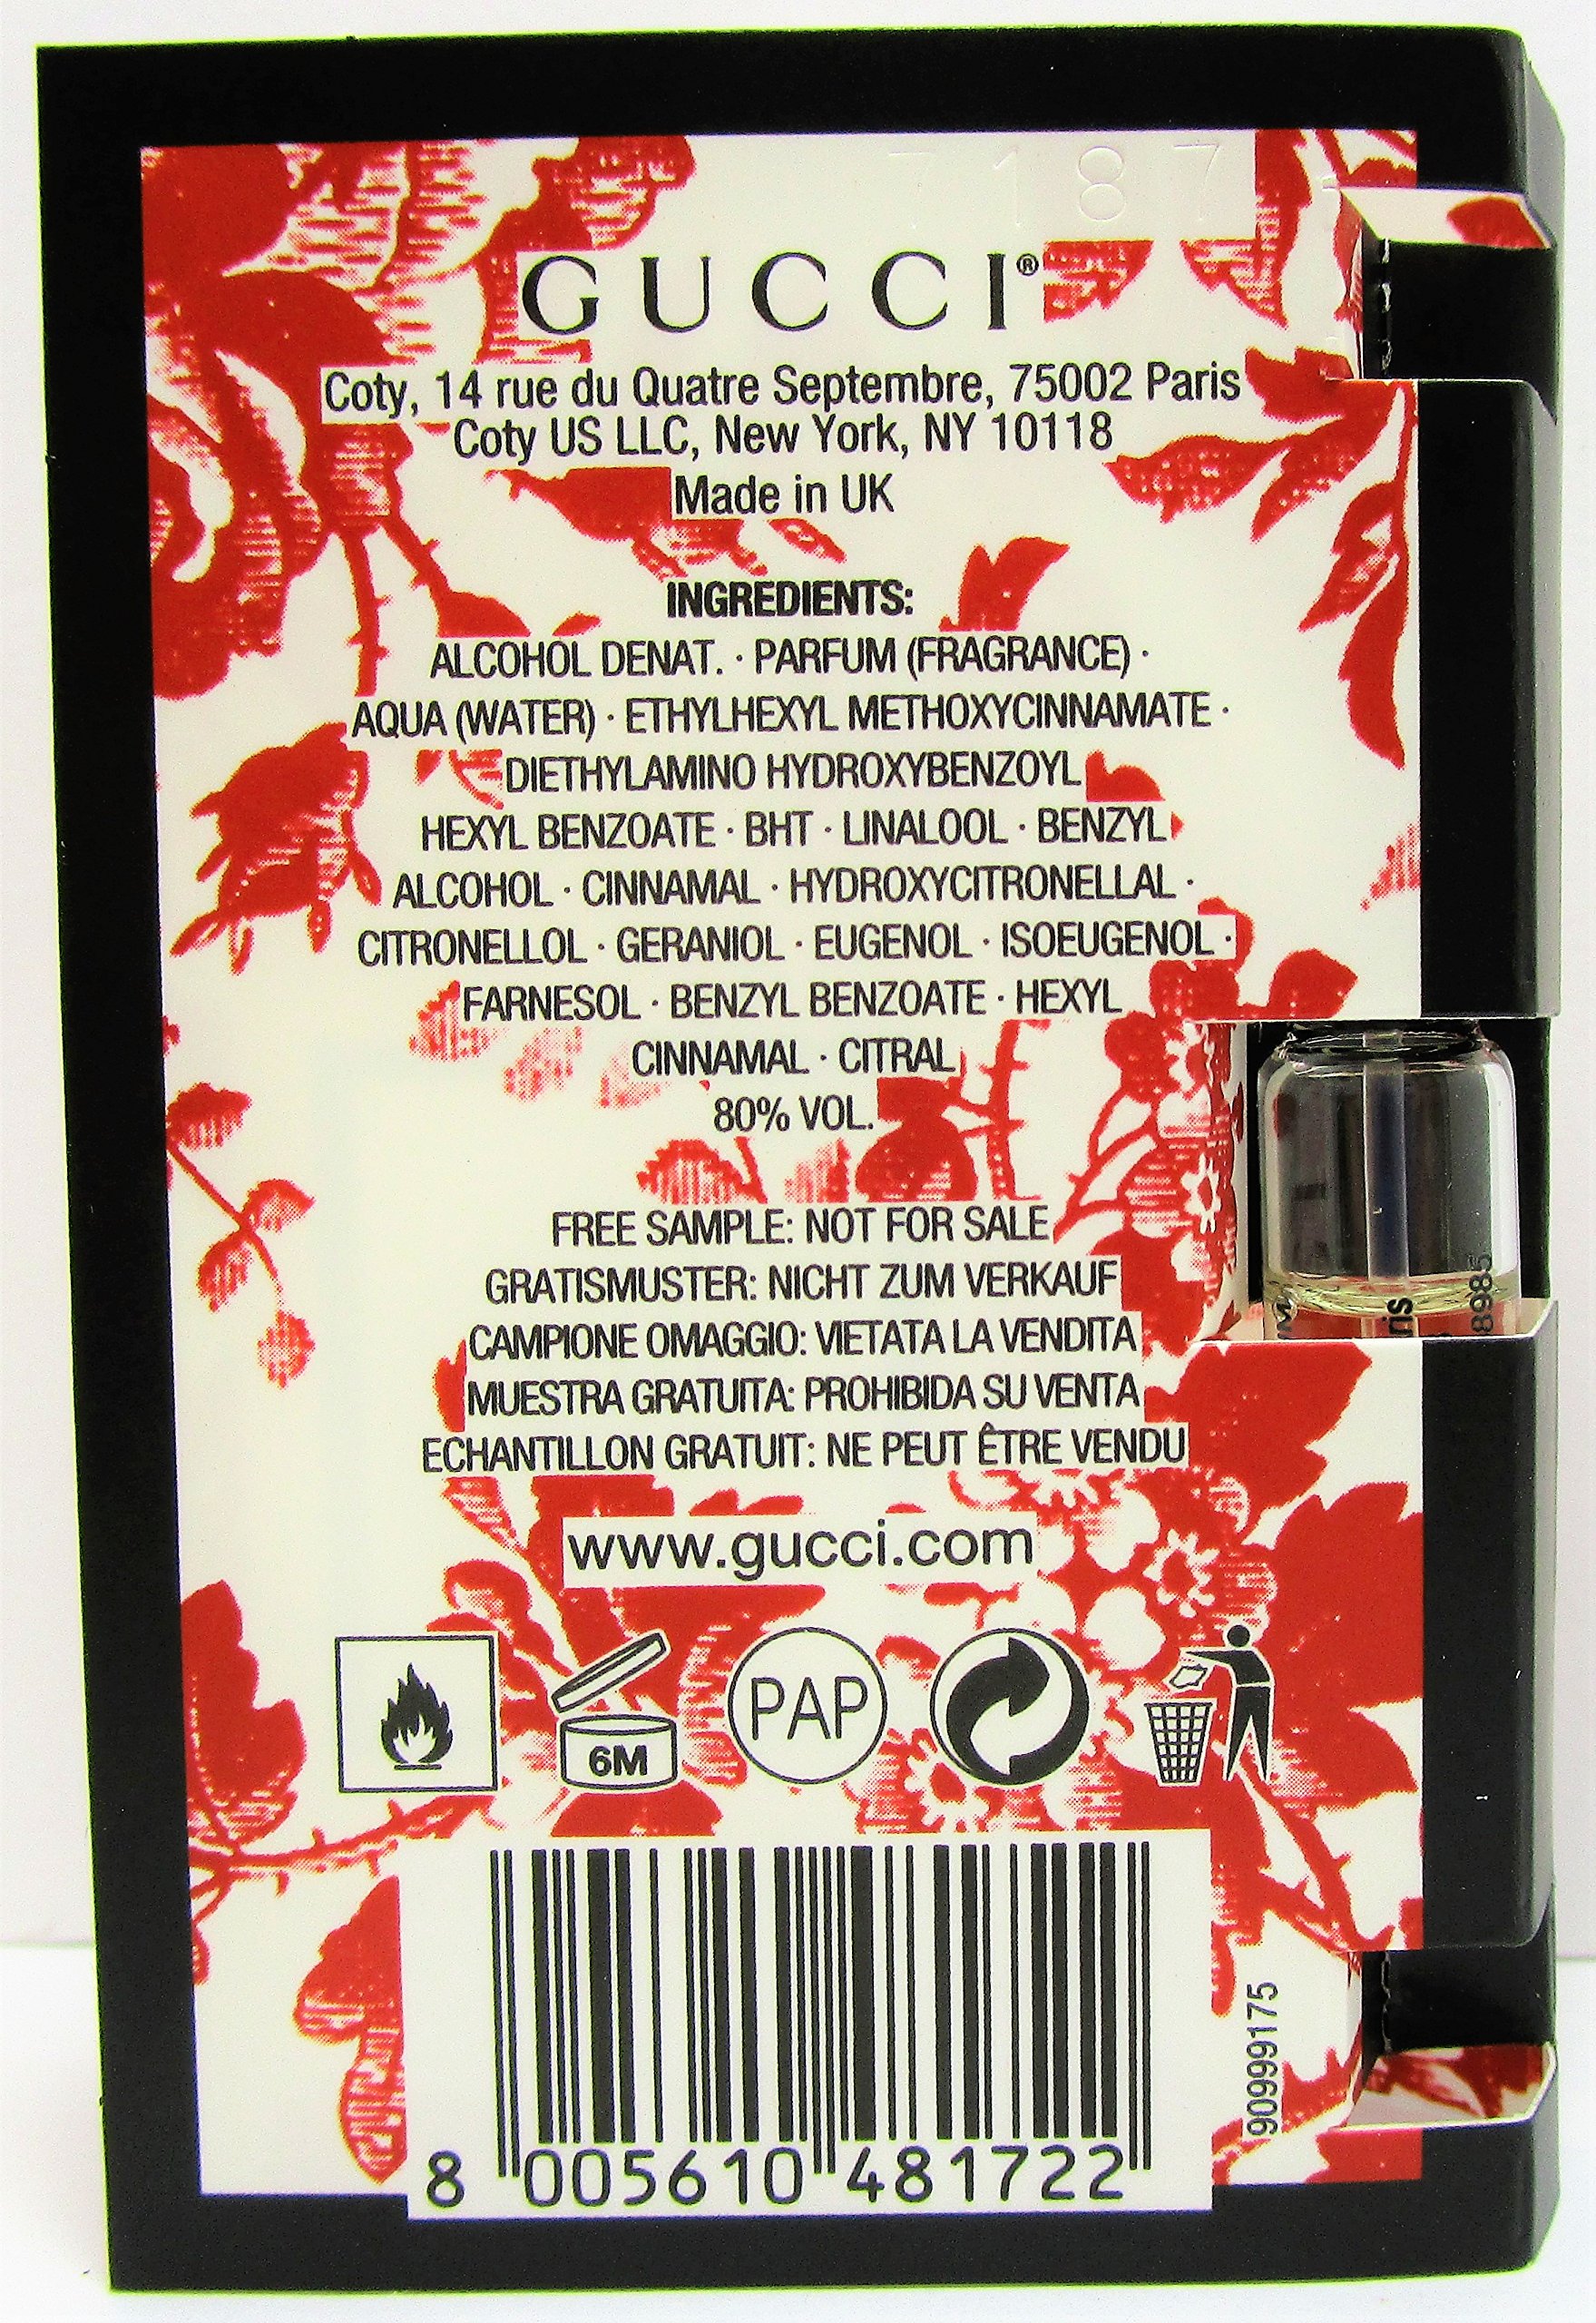 7187
GUCCI®
Coty, 14 rue du Quatre Septembre, 75002 Paris
Coty US LLC, New York, NY 10118
Made in UK
INGREDIENTS:
ALCOHOL DENAT. · PARFUM (FRAGRANCE) ·
AQUA (WATER) · ETHYLHEXYL METHOXYCINNAMATE ·
DIETHYLAMINO HYDROXYBENZOYL
HEXYL BENZOATE · BHT · LINALOOL · BENZYL
ALCOHOL · CINNAMAL · HYDROXYCITRONELLAL ·
CITRONELLOL · GERANIOL · EUGENOL · ISOEUGENOL ·
FARNESOL · BENZYL BENZOATE · HEXYL
CINNAMAL · CITRAL
80% VOL.
FREE SAMPLE: NOT FOR SALE
GRATISMUSTER: NICHT ZUM VERKAUF
CAMPIONE OMAGGIO: VIETATA LA VENDITA
MUESTRA GRATUITA: PROHIBIDA SU VENTA
ECHANTILLON GRATUIT: NE PEUT ÊTRE VENDU
www.gucci.com
6M
PAP
90999175
8 005610 481722